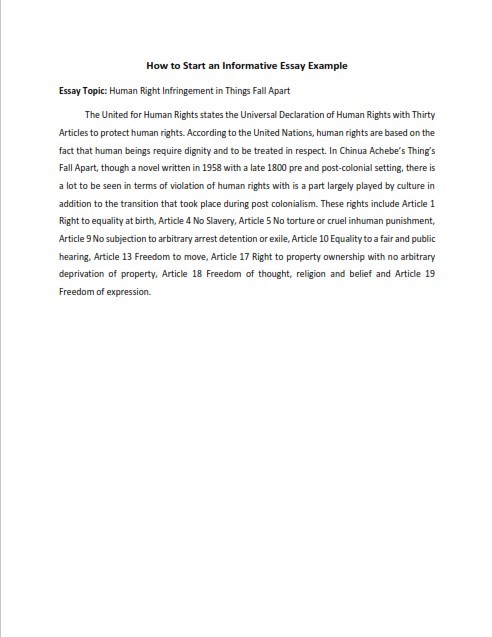 How to Start an Informative Essay Example
Essay Topic: Human Right Infringement in Things Fall Apart
The United for Human Rights states the Universal Declaration of Human Rights with Thirty
Articles to protect human rights. According to the United Nations, human rights are based on the
fact that human beings require dignity and to be treated in respect. In Chinua Achebe's Thing's
Fall Apart, though a novel written in 1958 with a late 1800 pre and post-colonial setting, there is
a lot to be seen in terms of violation of human rights with is a part largely played by culture in
addition to the transition that took place during post colonialism. These rights include Article 1
Right to equality at birth, Article 4 No Slavery, Article 5 No torture or cruel inhuman punishment,
Article 9 No subjection to arbitrary arrest detention or exile, Article 10 Equality to a fair and public
hearing, Article 13 Freedom to move, Article 17 Right to property ownership with no arbitrary
deprivation of property, Article 18 Freedom of thought, religion and belief and Article 19
Freedom of expression.